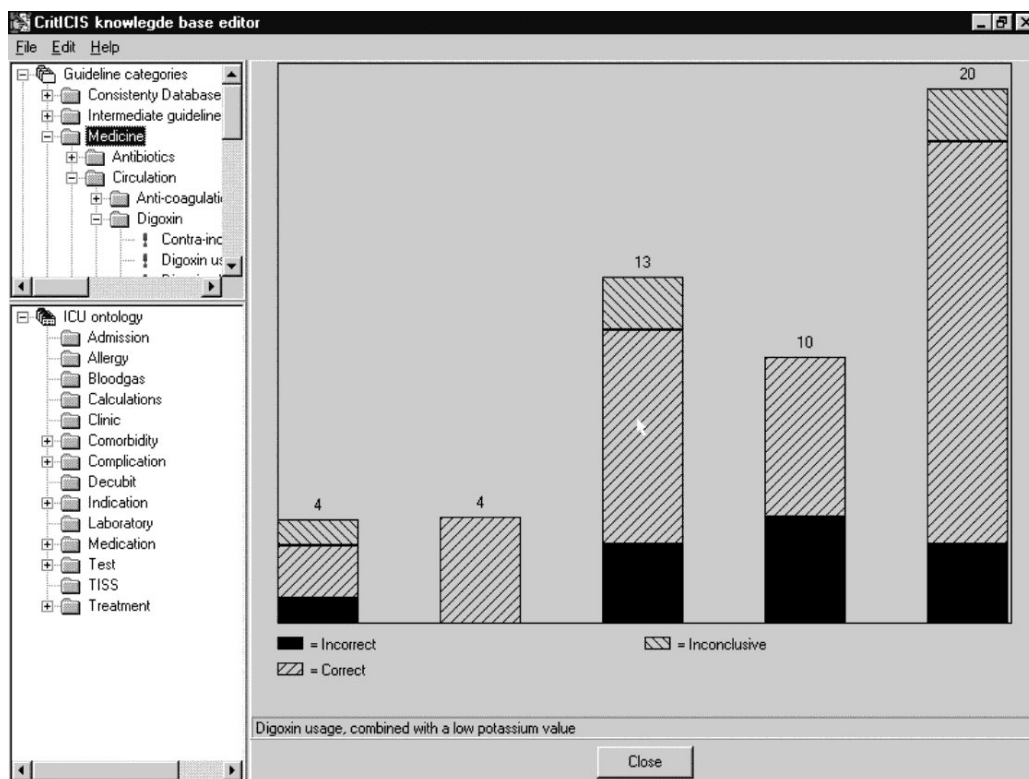 CritICIS knowlegde base editor
File Edit Help
Guideline categories
Consistenty Database
Intermediate guideline
Medicine
Antibiotics
Circulation
Anti-coagulati
Digoxin
Contra-inc
Digoxin us
ICU ontology
Admission
Allergy
Bloodgas
Calculations
Clinic
Comorbidity
Complication
Decubit
Indication
Laboratory
Medication
Test
TISS
Treatment
4
4
13
10
20
= Incorrect
= Inconclusive
= Correct
Digoxin usage, combined with a low potassium value
Close